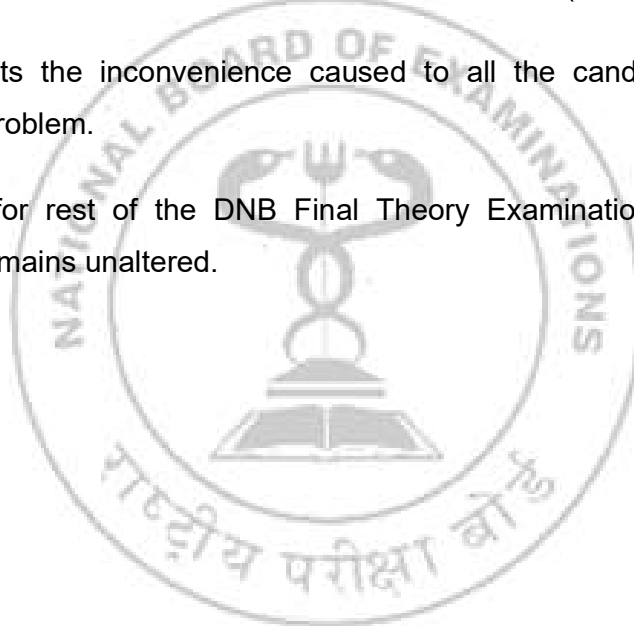 ts the inconvenience caused to all the cand
roblem.
for rest of the DNB Final Theory Examinatio
mains unaltered.
NATIONAL BOARD OF EXAMINATIONS
राष्ट्रीय परीक्षा बोर्ड